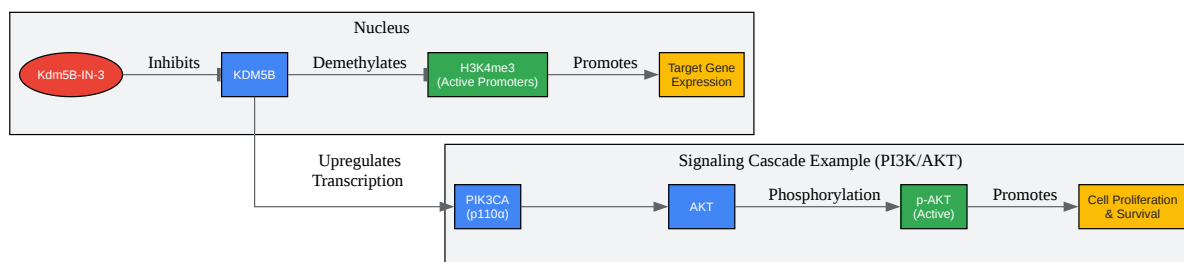 Nucleus
Kdm5B-IN-3
Inhibits
KDM5B
Demethylates
H3K4me3
(Active Promoters)
Promotes
Target Gene
Expression
Upregulates
Transcription
Signaling Cascade Example (PI3K/AKT)
PIK3CA
(p110α)
AKT
Phosphorylation
p-AKT
(Active)
Promotes
Cell Proliferation
& Survival